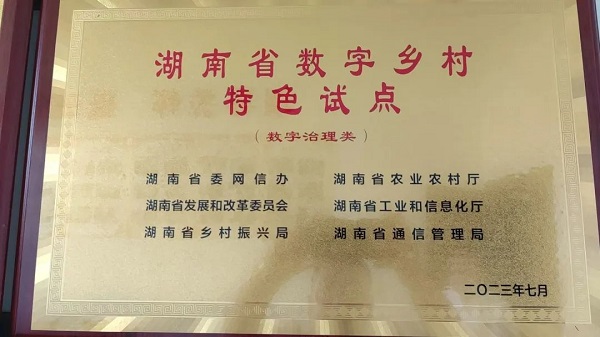 湖南省数字乡村
特色试点
（数字治理类）
湖南省委网信办 湖南省农业农村厅
湖南省发展和改革委员会 湖南省工业和信息化厅
湖南省乡村振兴局 湖南省通信管理局
二〇二三年七月